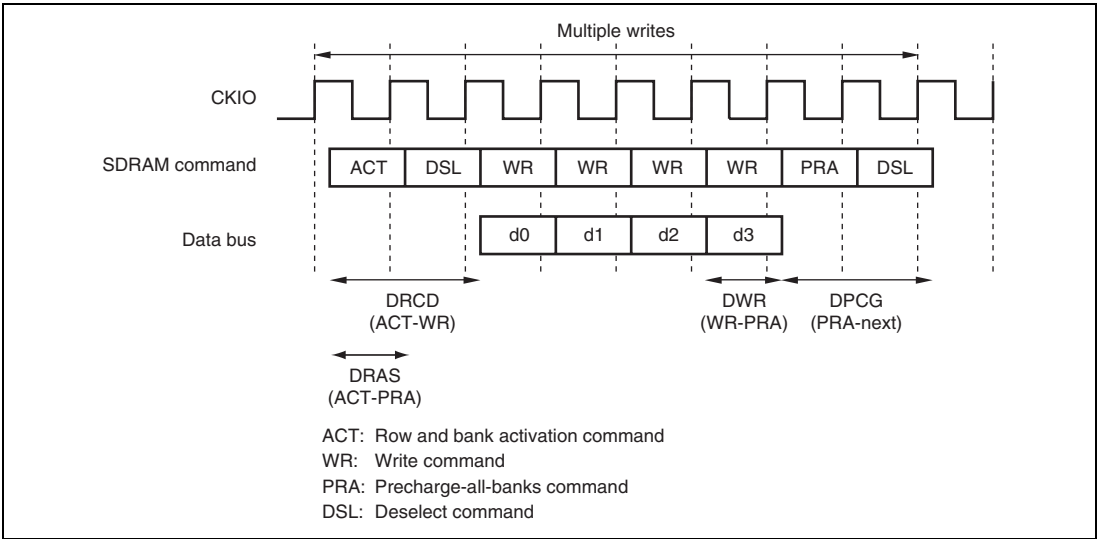 Multiple writes
CKIO
SDRAM command
ACT DSL WR WR WR WR PRA DSL
Data bus
d0 d1 d2 d3
DRCD
(ACT-WR)
DWR
(WR-PRA)
DPCG
(PRA-next)
DRAS
(ACT-PRA)
ACT: Row and bank activation command
WR: Write command
PRA: Precharge-all-banks command
DSL: Deselect command